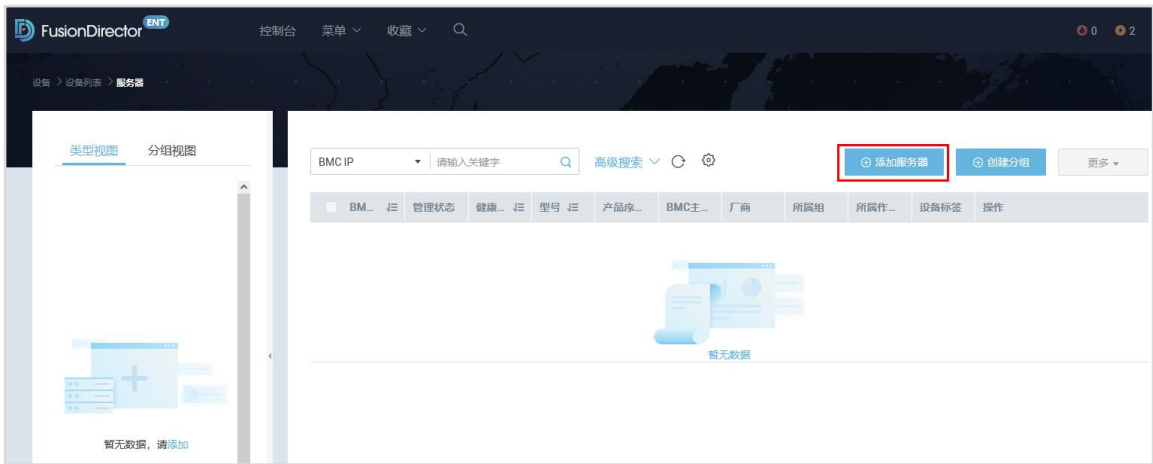 FusionDirector ENT 控制台 菜单 收藏 0 2
设备 > 设备列表 > 服务器
类型视图 分组视图
BMC IP 请输入关键字 高级搜索 添加服务器 创建分组 更多
BM... 管理状态 健康... 型号 产品序... BMC主... 厂商 所属组 所属作... 设备标签 操作
暂无数据
暂无数据，请添加